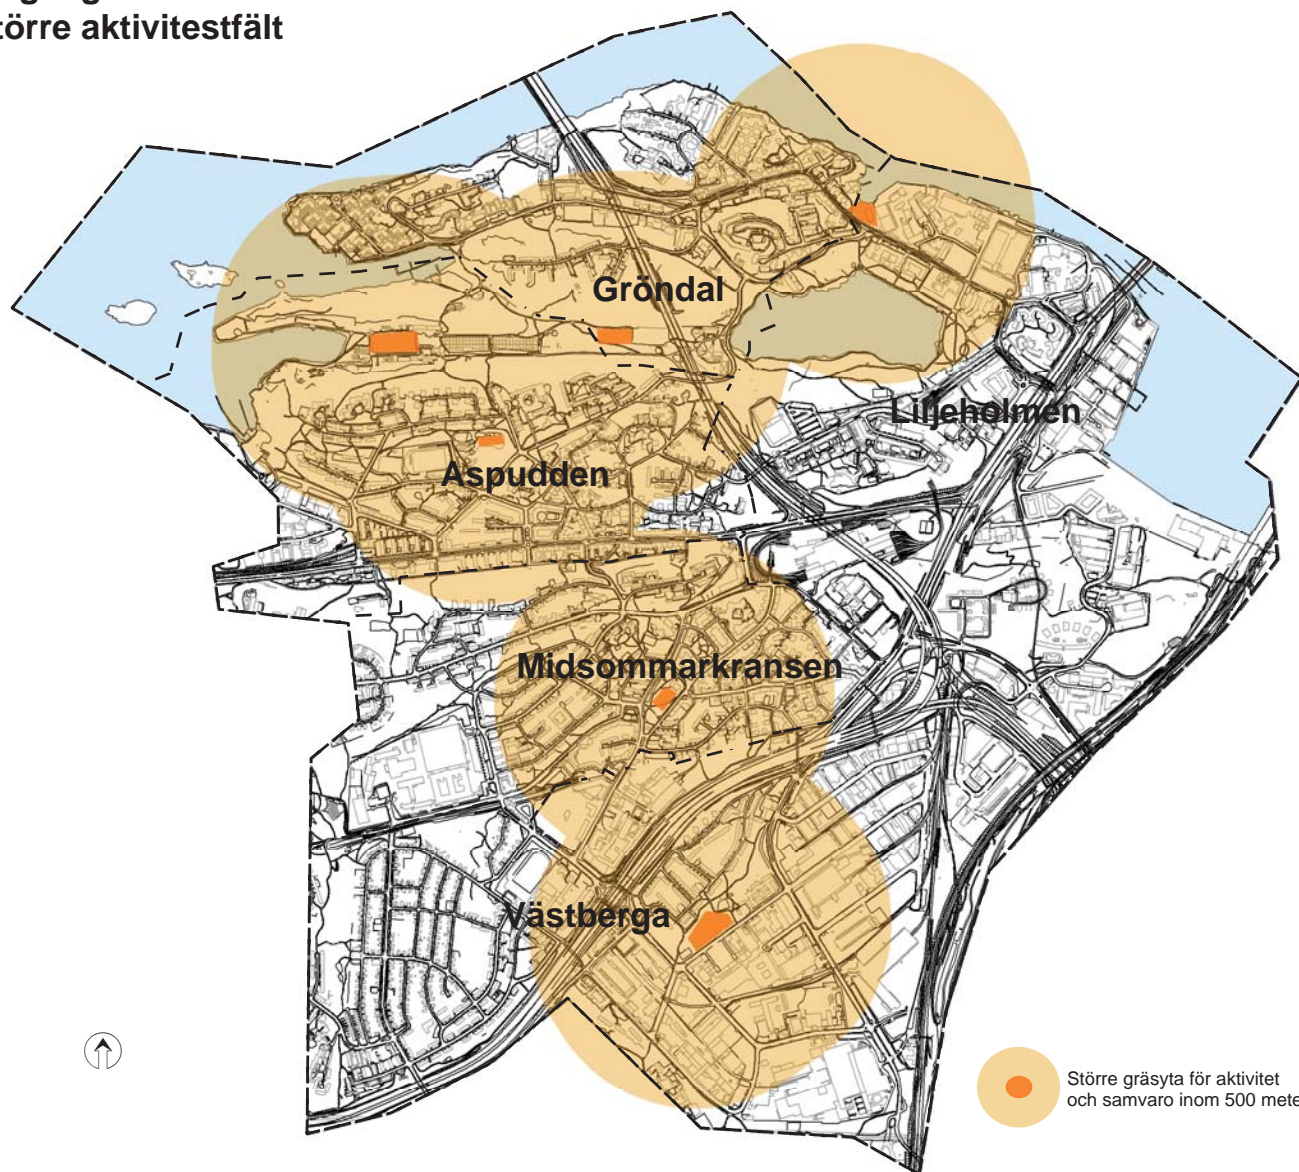 törre aktivitestfält
Gröndal
Liljeholmen
Aspudden
Midsommarkransen
Västberga
Större gräsyta för aktivitet
och samvaro inom 500 mete